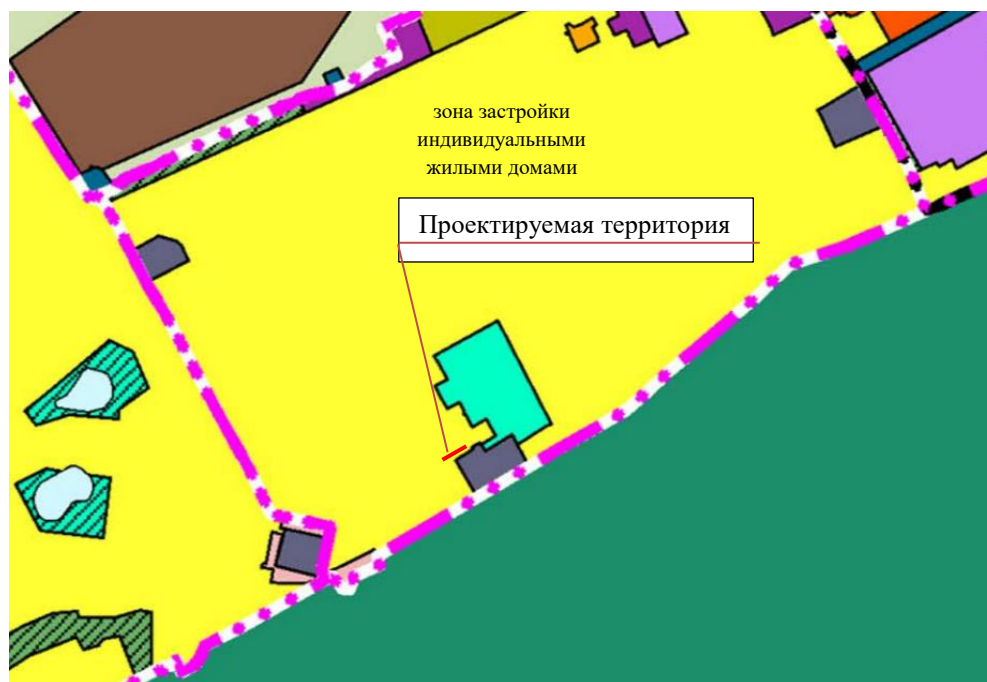 зона застройки
индивидуальными
жилыми домами
Проектируемая территория